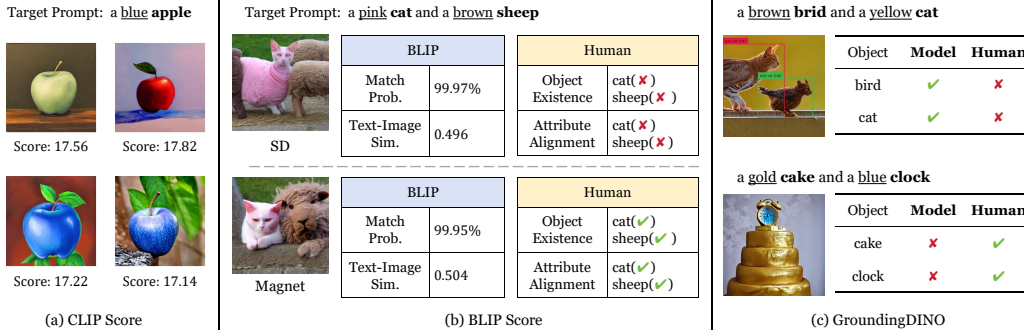 Target Prompt: a blue apple
Score: 17.56
Score: 17.82
Score: 17.22
Score: 17.14
(a) CLIP Score
Target Prompt: a pink cat and a brown sheep
SD
BLIP
Match Prob.
99.97%
Text-Image Sim.
0.496
Human
Object Existence
cat(✘)
sheep(✘)
Attribute Alignment
cat(✘)
sheep(✘)
Magnet
BLIP
Match Prob.
99.95%
Text-Image Sim.
0.504
Human
Object Existence
cat(✔)
sheep(✔)
Attribute Alignment
cat(✔)
sheep(✔)
(b) BLIP Score
a brown brid and a yellow cat
Object Model Human
bird ✔ ✘
cat ✔ ✘
a gold cake and a blue clock
Object Model Human
cake ✘ ✔
clock ✘ ✔
(c) GroundingDINO